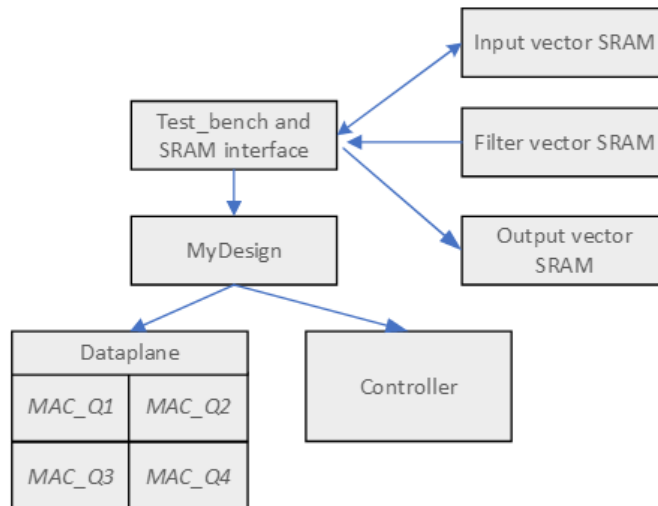 Input vector SRAM
Test_bench and
SRAM interface
Filter vector SRAM
MyDesign
Output vector
SRAM
Dataplane
MAC_Q1
MAC_Q2
Controller
MAC_Q3
MAC_Q4